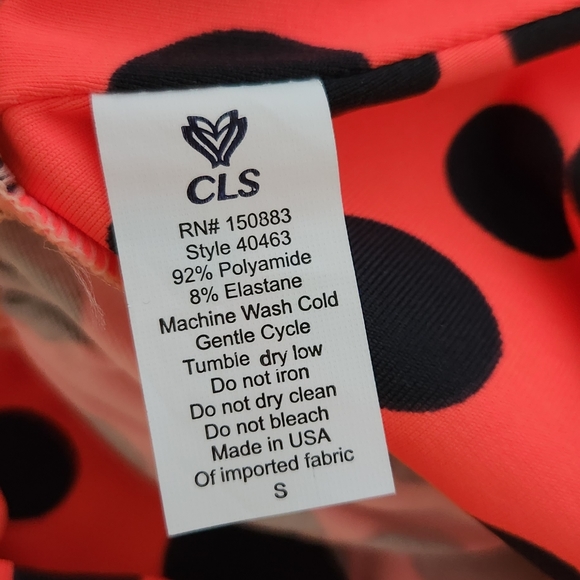 CLS
RN# 150883
Style 40463
92% Polyamide
8% Elastane
Machine Wash Cold
Gentle Cycle
Tumbie dry low
Do not iron
Do not dry clean
Do not bleach
Made in USA
Of imported fabric
S